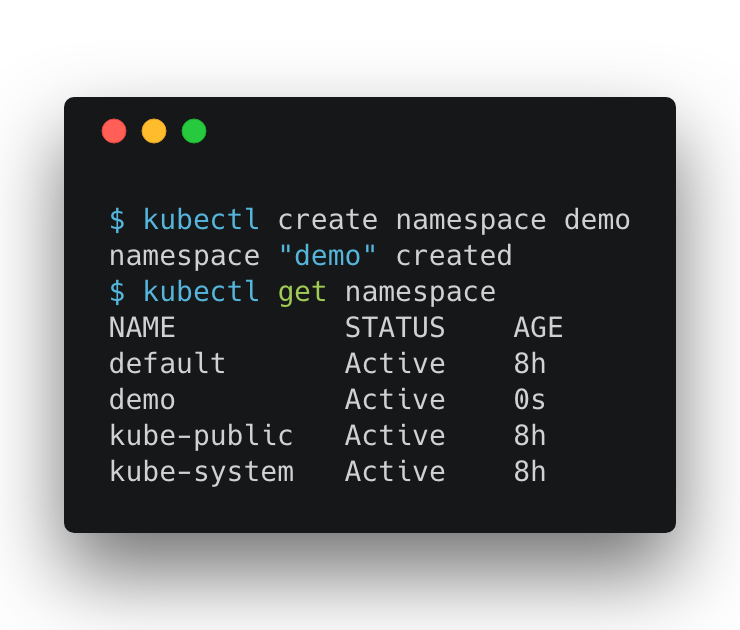 $ kubectl create namespace demo
namespace "demo" created
$ kubectl get namespace
NAME          STATUS    AGE
default       Active    8h
demo          Active    0s
kube-public   Active    8h
kube-system   Active    8h